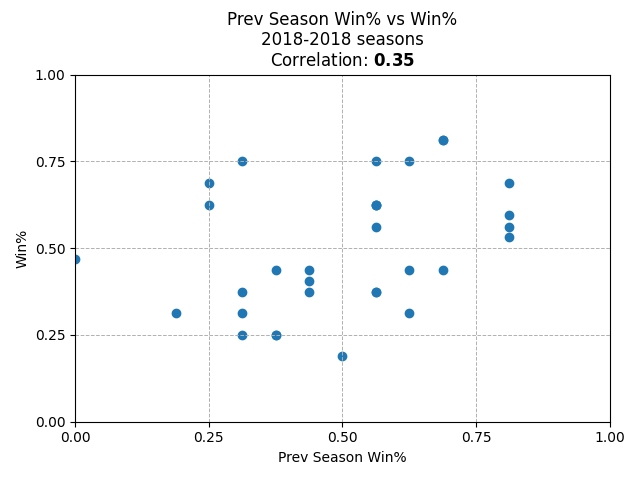 Prev Season Win% vs Win%
2018-2018 seasons
Correlation: 0.35
1.00
0.75
0.50
0.25
0.00
Win%
0.00 0.25 0.50 0.75 1.00
Prev Season Win%